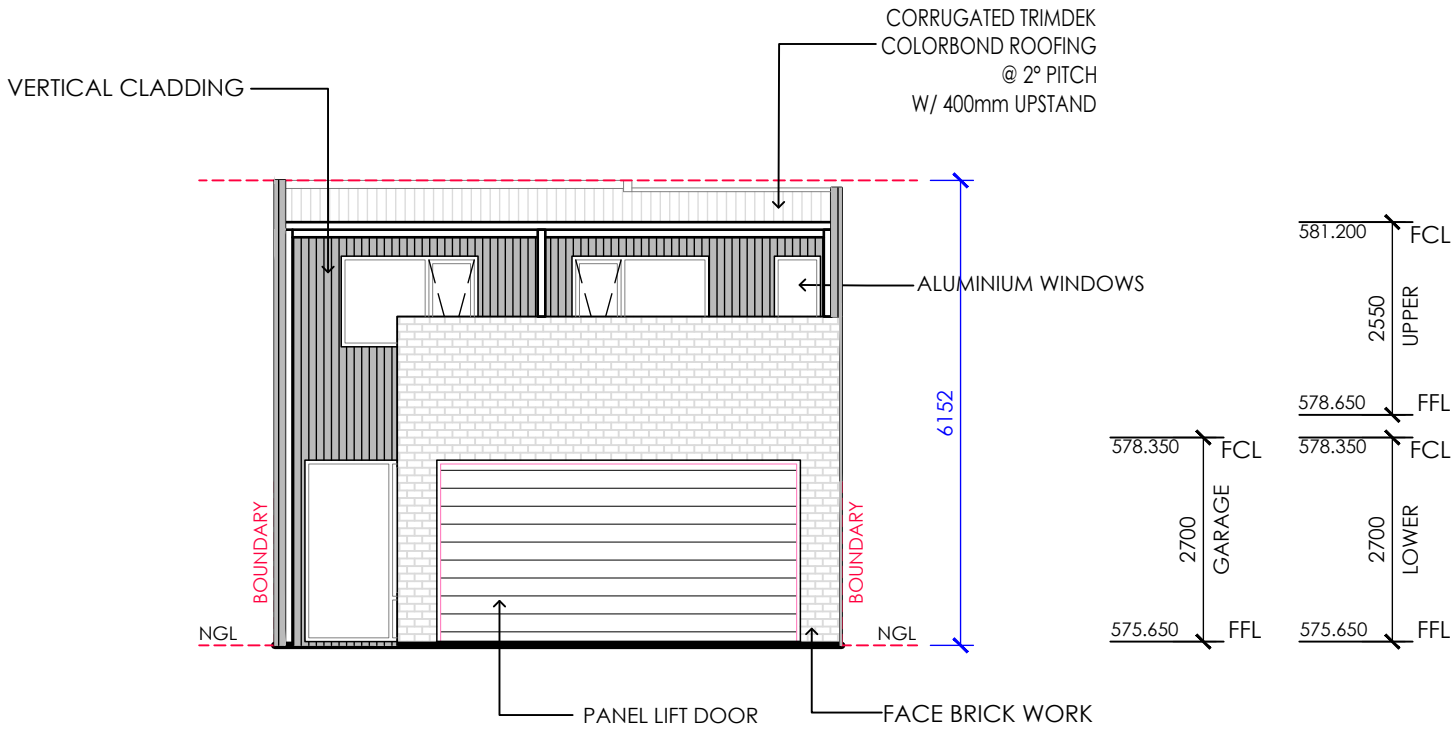 CORRUGATED TRIMDEK
COLORBOND ROOFING
@ 2º PITCH
W/ 400mm UPSTAND
VERTICAL CLADDING
ALUMINIUM WINDOWS
6152
BOUNDARY
BOUNDARY
NGL
NGL
PANEL LIFT DOOR
FACE BRICK WORK
578.350 FCL
2700
GARAGE
575.650 FFL
581.200 FCL
2550
UPPER
578.650 FFL
578.350 FCL
2700
LOWER
575.650 FFL